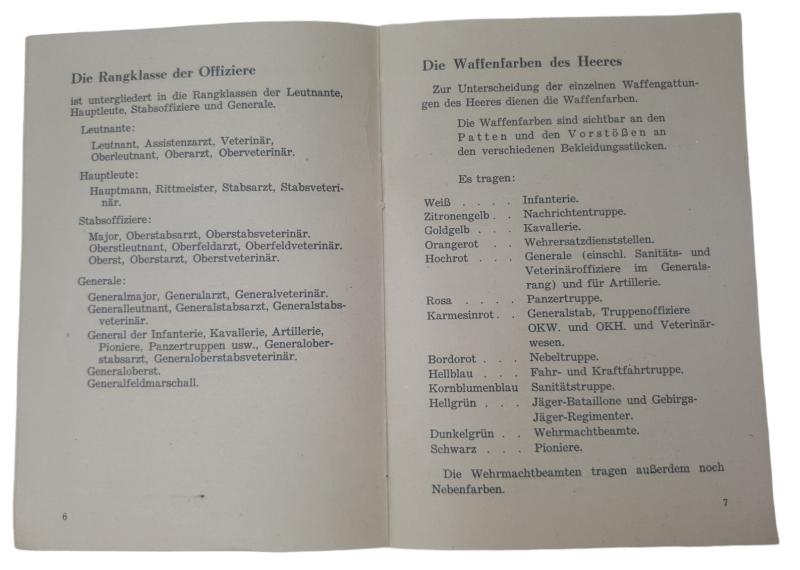 Die Rangklasse der Offiziere
ist untergliedert in die Rangklassen der Leutnante,
Hauptleute, Stabsoffiziere und Generale.
Leutnante:
Leutnant, Assistenzarzt, Veterinär,
Oberleutnant, Oberarzt, Oberveterinär.
Hauptleute:
Hauptmann, Rittmeister, Stabsarzt, Stabsveteri-
när.
Stabsoffiziere:
Major, Oberstabsarzt, Oberstabsveterinär.
Oberstleutnant, Oberfeldarzt, Oberfeldveterinär.
Oberst, Oberstarzt, Oberstveterinär.
Generale:
Generalmajor, Generalarzt, Generalveterinär.
Generalleutnant, Generalstabsarzt, Generalstabs-
veterinär.
General der Infanterie, Kavallerie, Artillerie,
Pioniere, Panzertruppen usw., Generalober-
stabsarzt, Generaloberstabsveterinär.
Generaloberst.
Generalfeldmarschall.
6
Die Waffenfarben des Heeres
Zur Unterscheidung der einzelnen Waffengattun-
gen des Heeres dienen die Waffenfarben.
Die Waffenfarben sind sichtbar an den
Patten und den Vorstößen an
den verschiedenen Bekleidungsstücken.
Es tragen:
Weiß . . . . Infanterie.
Zitronengelb . . Nachrichtentruppe.
Goldgelb . . . Kavallerie.
Orangerot . . Wehrersatzdienststellen.
Hochrot . . . Generale (einschl. Sanitäts- und
Veterinäroffiziere im Generals-
rang) und für Artillerie.
Rosa . . . . Panzertruppe.
Karmesinrot . . Generalstab, Truppenoffiziere
OKW. und OKH. und Veterinär-
wesen.
Bordorot . . . Nebeltruppe.
Hellblau . . . Fahr- und Kraftfahrtruppe.
Kornblumenblau Sanitätstruppe.
Hellgrün . . . Jäger-Bataillone und Gebirgs-
Jäger-Regimenter.
Dunkelgrün . . Wehrmachtbeamte.
Schwarz . . . Pioniere.
Die Wehrmachtbeamten tragen außerdem noch
Nebenfarben.
7